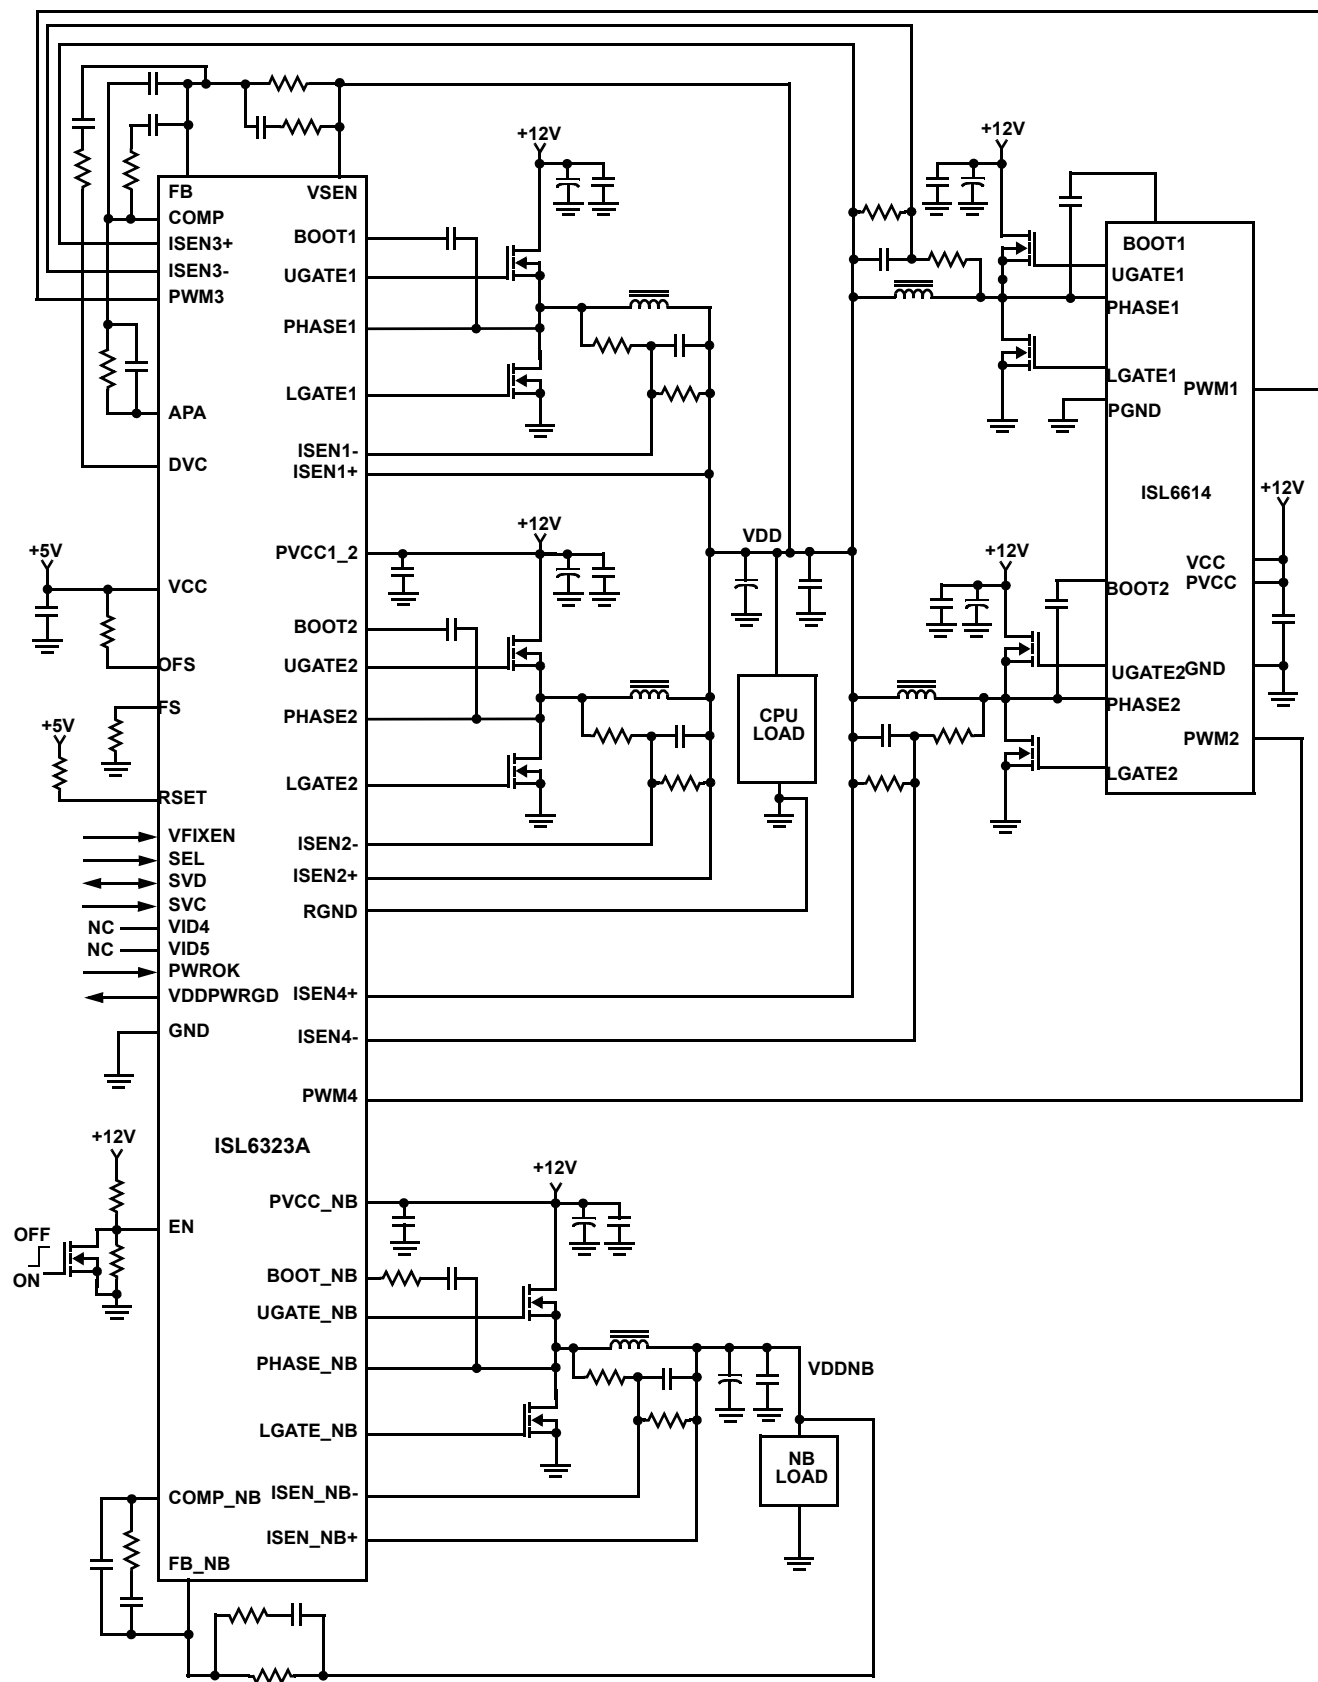 +12V
+12V
FB
VSEN
COMP
BOOT1
ISEN3+
ISEN3-
UGATE1
PWM3
PHASE1
LGATE1
APA
ISEN1-
DVC
ISEN1+
BOOT1
UGATE1
PHASE1
LGATE1
PWM1
PGND
ISL6614
+12V
+12V
VDD
+5V
PVCC1_2
VCC
+12V
VCC
PVCC
BOOT2
BOOT2
UGATE2
OFS
UGATE2
GND
FS
PHASE2
PHASE2
+5V
CPU
LOAD
PWM2
LGATE2
LGATE2
RSET
VFIXEN
ISEN2-
SEL
SVD
ISEN2+
SVC
RGND
NC
VID4
NC
VID5
PWROK
VDDPWRGD
ISEN4+
GND
ISEN4-
PWM4
+12V
ISL6323A
+12V
PVCC_NB
EN
OFF
ON
BOOT_NB
UGATE_NB
PHASE_NB
VDDNB
LGATE_NB
NB
LOAD
COMP_NB
ISEN_NB-
ISEN_NB+
FB_NB